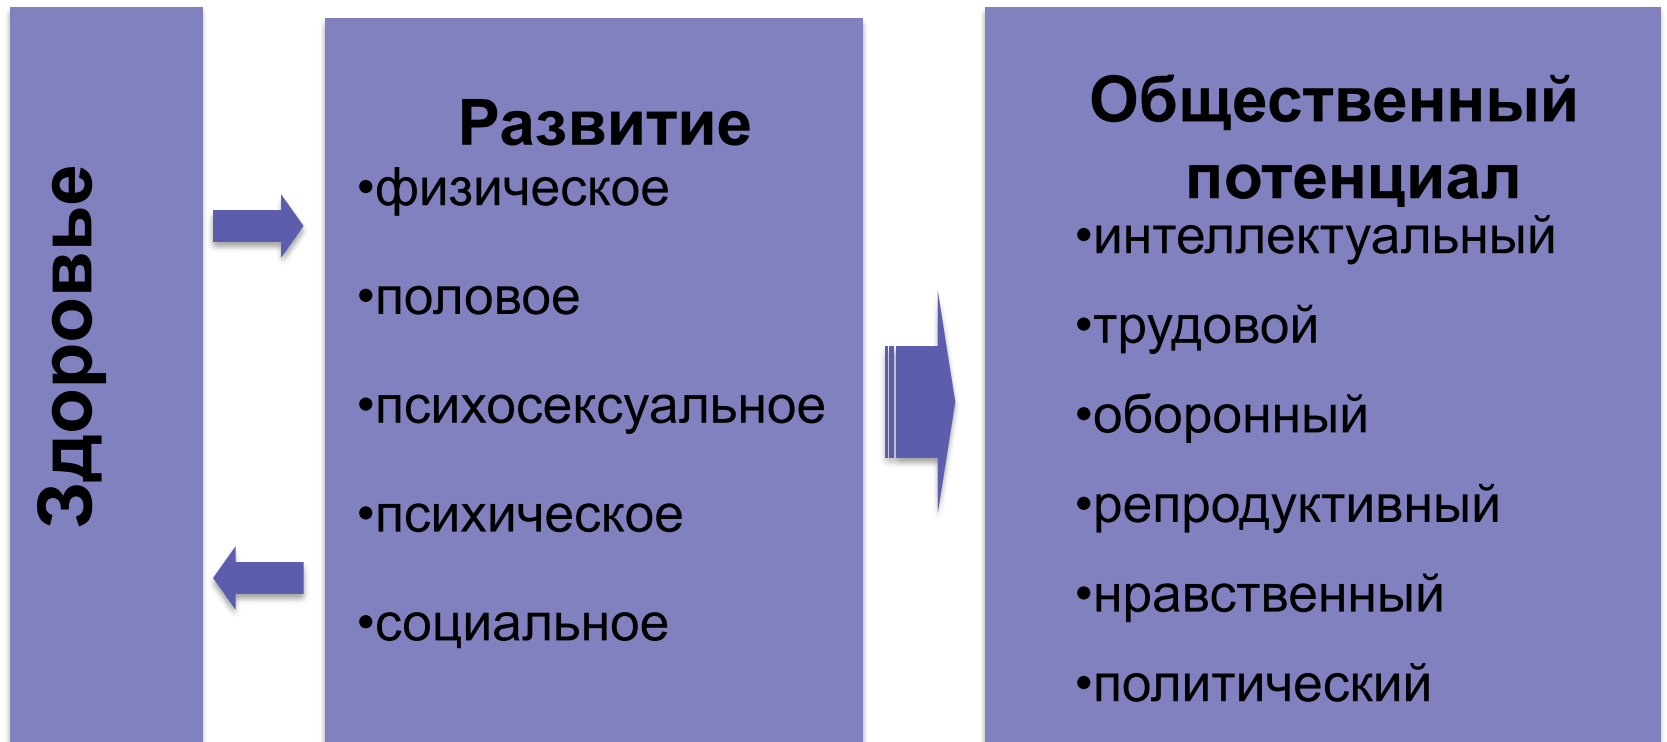 Здоровье
Развитие
•физическое
•половое
•психосексуальное
•психическое
•социальное
Общественный
потенциал
•интеллектуальный
•трудовой
•оборонный
•репродуктивный
•нравственный
•политический